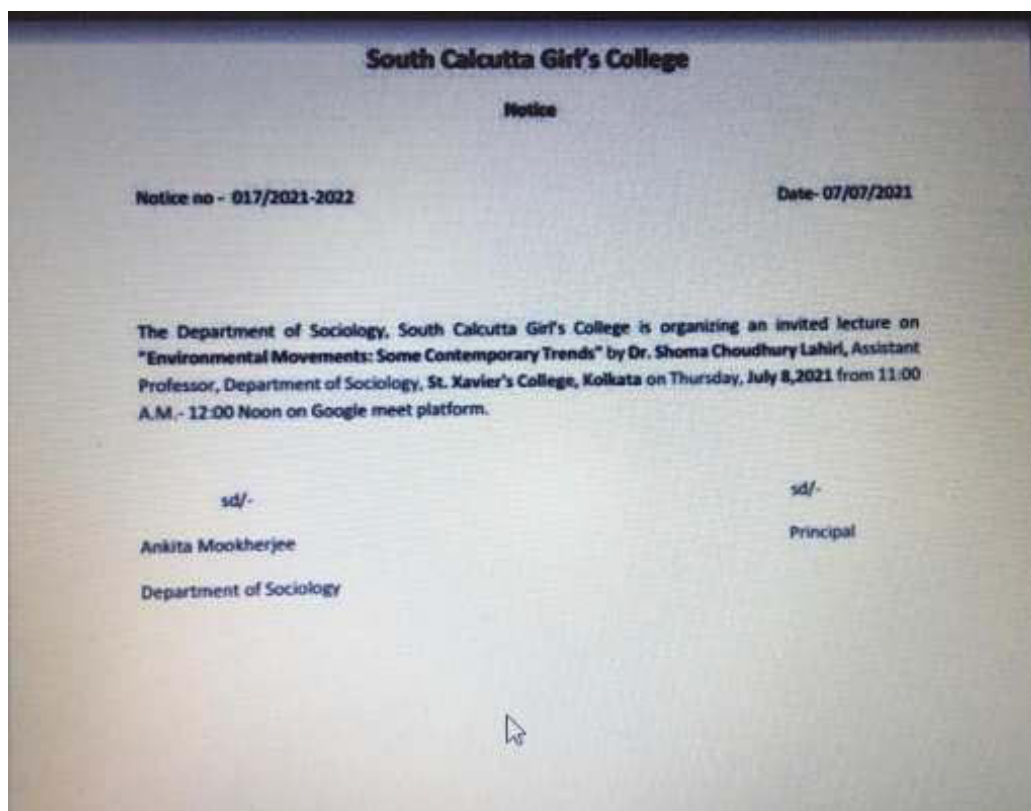 South Calcutta Girl's College
Notice
Notice no - 017/2021-2022
Date- 07/07/2021
The Department of Sociology, South Calcutta Girl's College is organizing an invited lecture on
"Environmental Movements: Some Contemporary Trends" by Dr. Shoma Choudhury Lahiri, Assistant
Professor, Department of Sociology, St. Xavier's College, Kolkata on Thursday, July 8,2021 from 11:00
A.M.- 12:00 Noon on Google meet platform.
sd/-
sd/-
Ankita Mookherjee
Principal
Department of Sociology